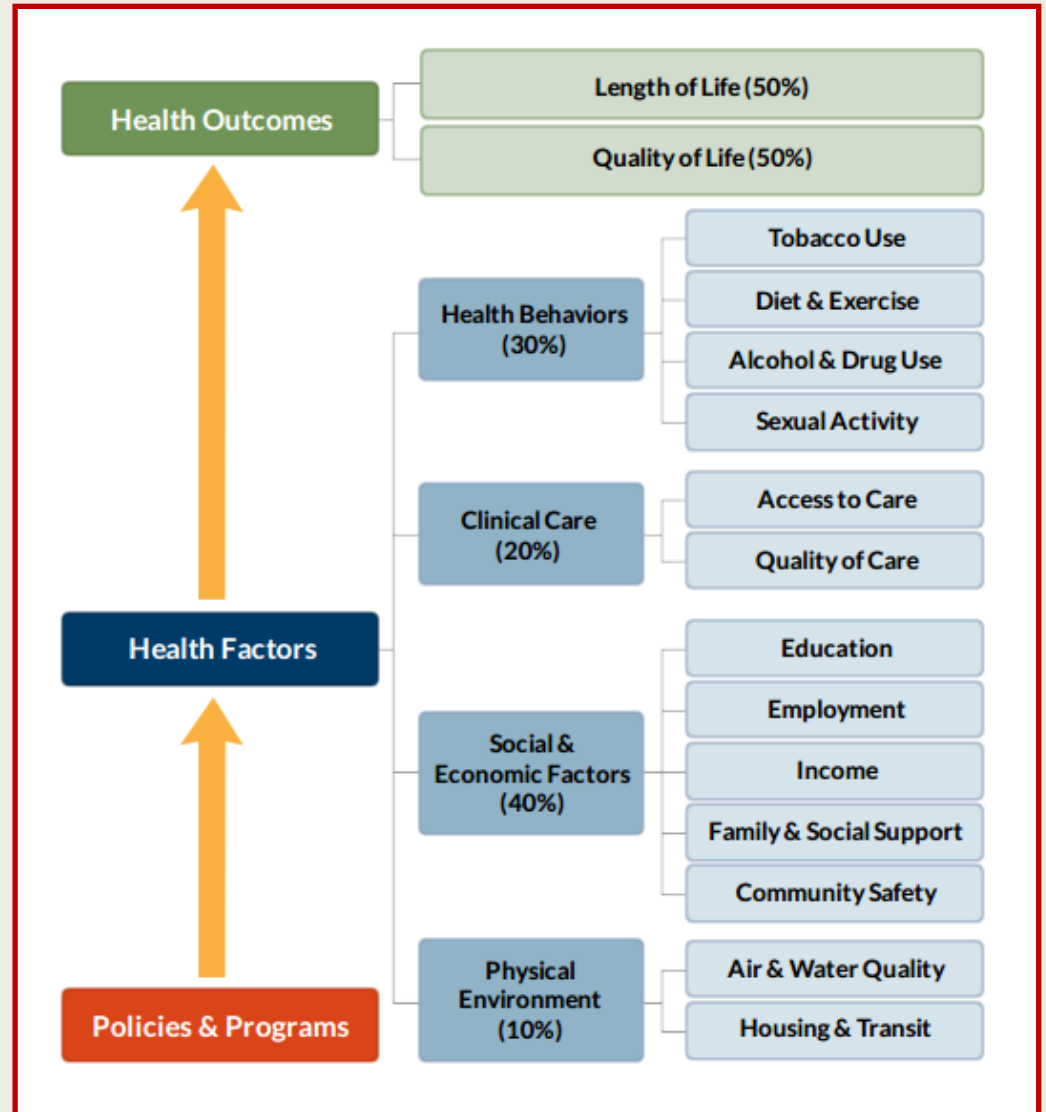 Health Outcomes
Length of Life (50%)
Quality of Life (50%)
Health Factors
Health Behaviors
(30%)
Tobacco Use
Diet & Exercise
Alcohol & Drug Use
Sexual Activity
Clinical Care
(20%)
Access to Care
Quality of Care
Social &
Economic Factors
(40%)
Education
Employment
Income
Family & Social Support
Community Safety
Physical
Environment
(10%)
Air & Water Quality
Housing & Transit
Policies & Programs